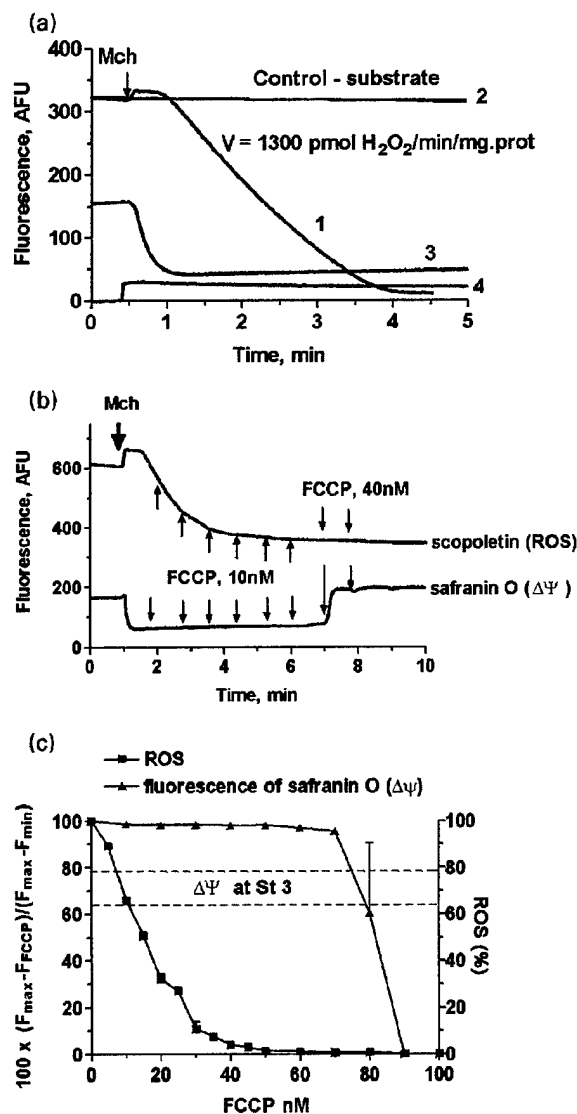 (a)
400
300
200
100
0
Fluorescence, AFU
Mch
Control - substrate
2
V = 1300 pmol H₂O₂/min/mg.prot
1
3
4
0 1 2 3 4 5
Time, min
(b)
Mch
600
400
200
0
Fluorescence, AFU
FCCP, 40nM
scopoletin (ROS)
FCCP, 10nM
safranin O (ΔΨ )
0 2 4 6 8 10
Time, min
(c)
ROS
fluorescence of safranin O (Δψ)
100
80
60
40
20
0
100 x (Fmax-FFCCP)/(Fmax-Fmin)
ΔΨ at St 3
100
80
60
40
20
0
ROS (%)
0 20 40 60 80 100
FCCP nM